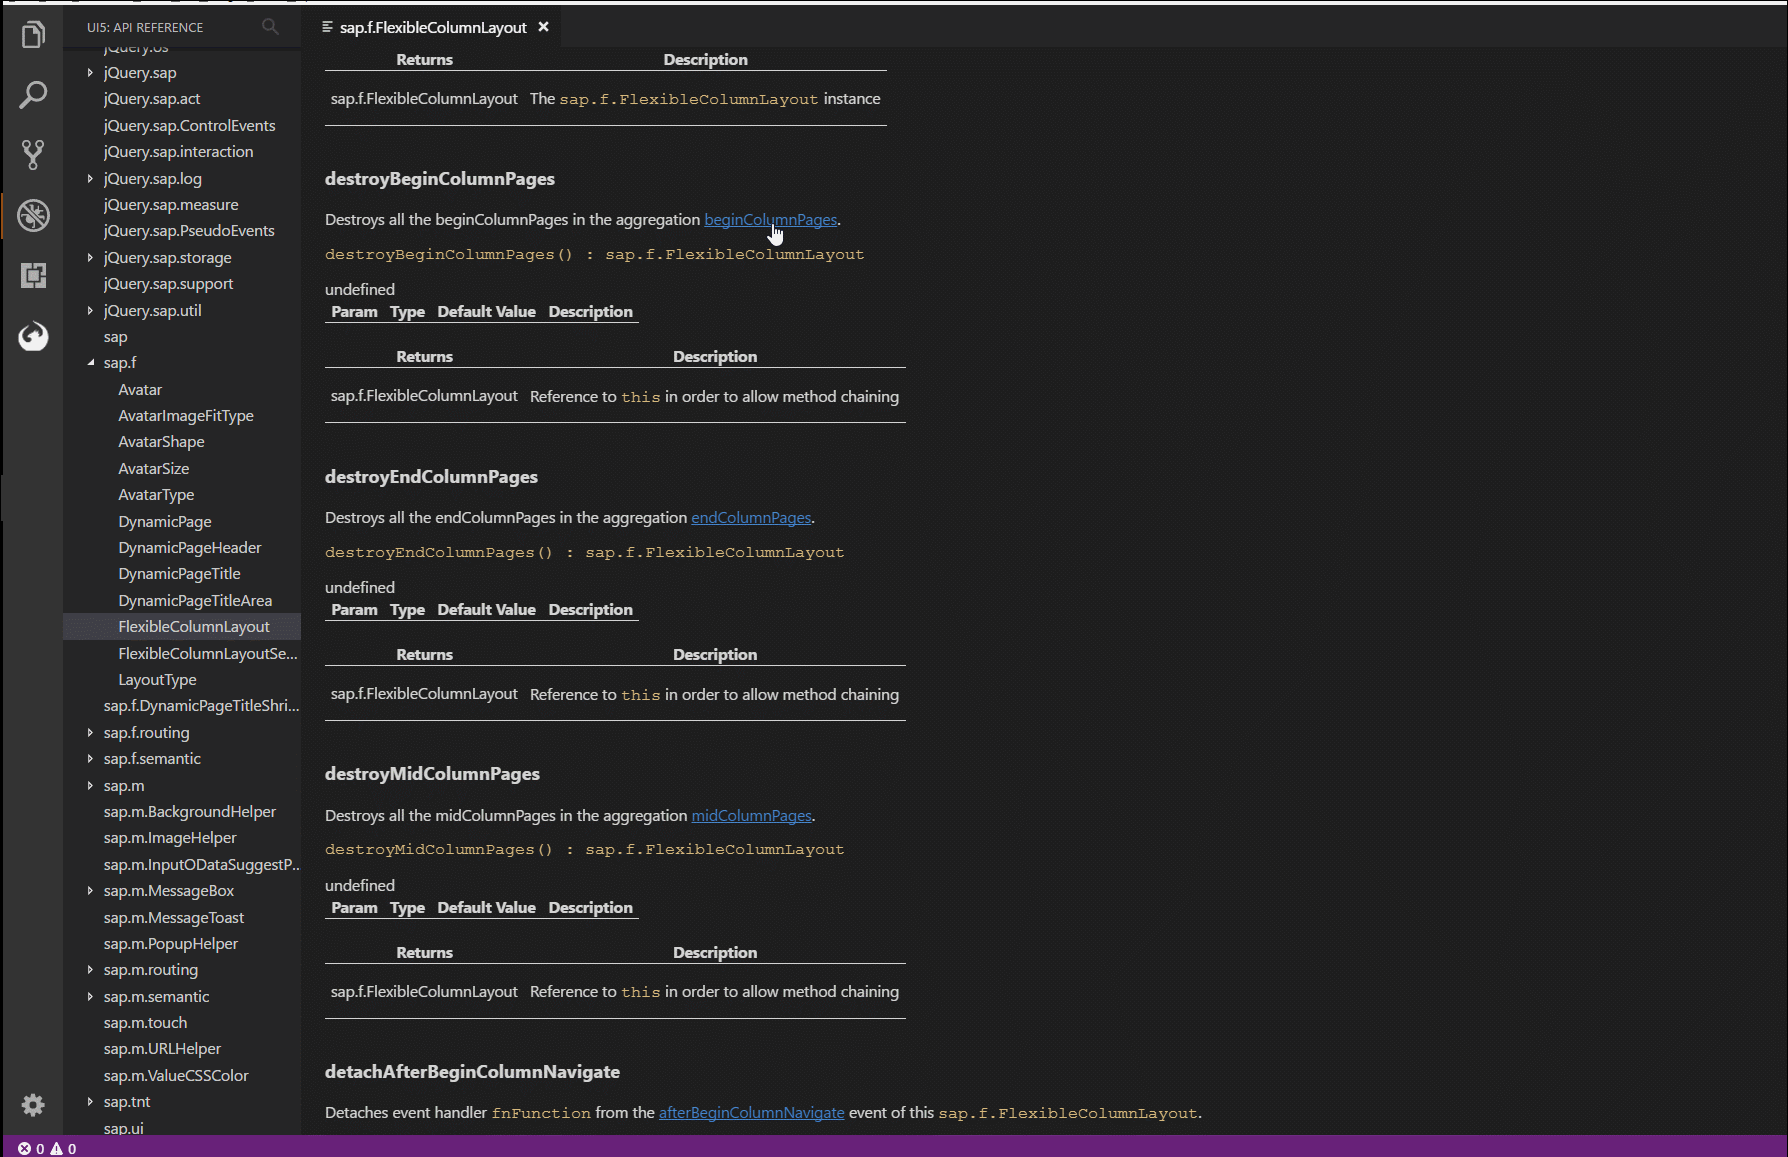 UI5: API REFERENCE
jQuery.os
jQuery.sap
jQuery.sap.act
jQuery.sap.ControlEvents
jQuery.sap.interaction
jQuery.sap.log
jQuery.sap.measure
jQuery.sap.PseudoEvents
jQuery.sap.storage
jQuery.sap.support
jQuery.sap.util
sap
sap.f
Avatar
AvatarImageFitType
AvatarShape
AvatarSize
AvatarType
DynamicPage
DynamicPageHeader
DynamicPageTitle
DynamicPageTitleArea
FlexibleColumnLayout
FlexibleColumnLayoutSe...
LayoutType
sap.f.DynamicPageTitleShri...
sap.f.routing
sap.f.semantic
sap.m
sap.m.BackgroundHelper
sap.m.ImageHelper
sap.m.InputODataSuggestP...
sap.m.MessageBox
sap.m.MessageToast
sap.m.PopupHelper
sap.m.routing
sap.m.semantic
sap.m.touch
sap.m.URLHelper
sap.m.ValueCSSColor
sap.tnt
sap.ui
sap.f.FlexibleColumnLayout
Returns Description
sap.f.FlexibleColumnLayout The sap.f.FlexibleColumnLayout instance
destroyBeginColumnPages
Destroys all the beginColumnPages in the aggregation beginColumnPages.
destroyBeginColumnPages() : sap.f.FlexibleColumnLayout
undefined
Param Type Default Value Description
Returns Description
sap.f.FlexibleColumnLayout Reference to this in order to allow method chaining
destroyEndColumnPages
Destroys all the endColumnPages in the aggregation endColumnPages.
destroyEndColumnPages() : sap.f.FlexibleColumnLayout
undefined
Param Type Default Value Description
Returns Description
sap.f.FlexibleColumnLayout Reference to this in order to allow method chaining
destroyMidColumnPages
Destroys all the midColumnPages in the aggregation midColumnPages.
destroyMidColumnPages() : sap.f.FlexibleColumnLayout
undefined
Param Type Default Value Description
Returns Description
sap.f.FlexibleColumnLayout Reference to this in order to allow method chaining
detachAfterBeginColumnNavigate
Detaches event handler fnFunction from the afterBeginColumnNavigate event of this sap.f.FlexibleColumnLayout.
0 0